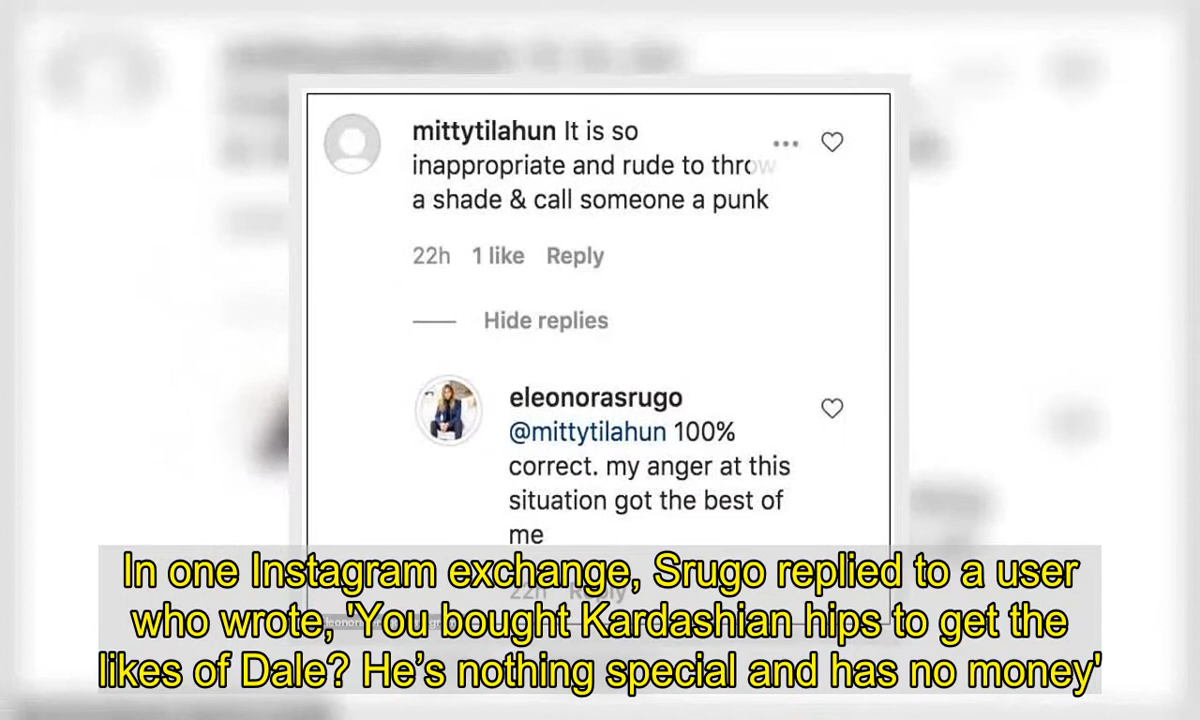 mittytilahun It is so
inappropriate and rude to throw
a shade & call someone a punk
22h 1 like Reply
Hide replies
eleonorasrugo
@mittytilahun 100%
correct. my anger at this
situation got the best of
me
22h Reply
In one Instagram exchange, Srugo replied to a user
who wrote, 'You bought Kardashian hips to get the
likes of Dale? He’s nothing special and has no money'